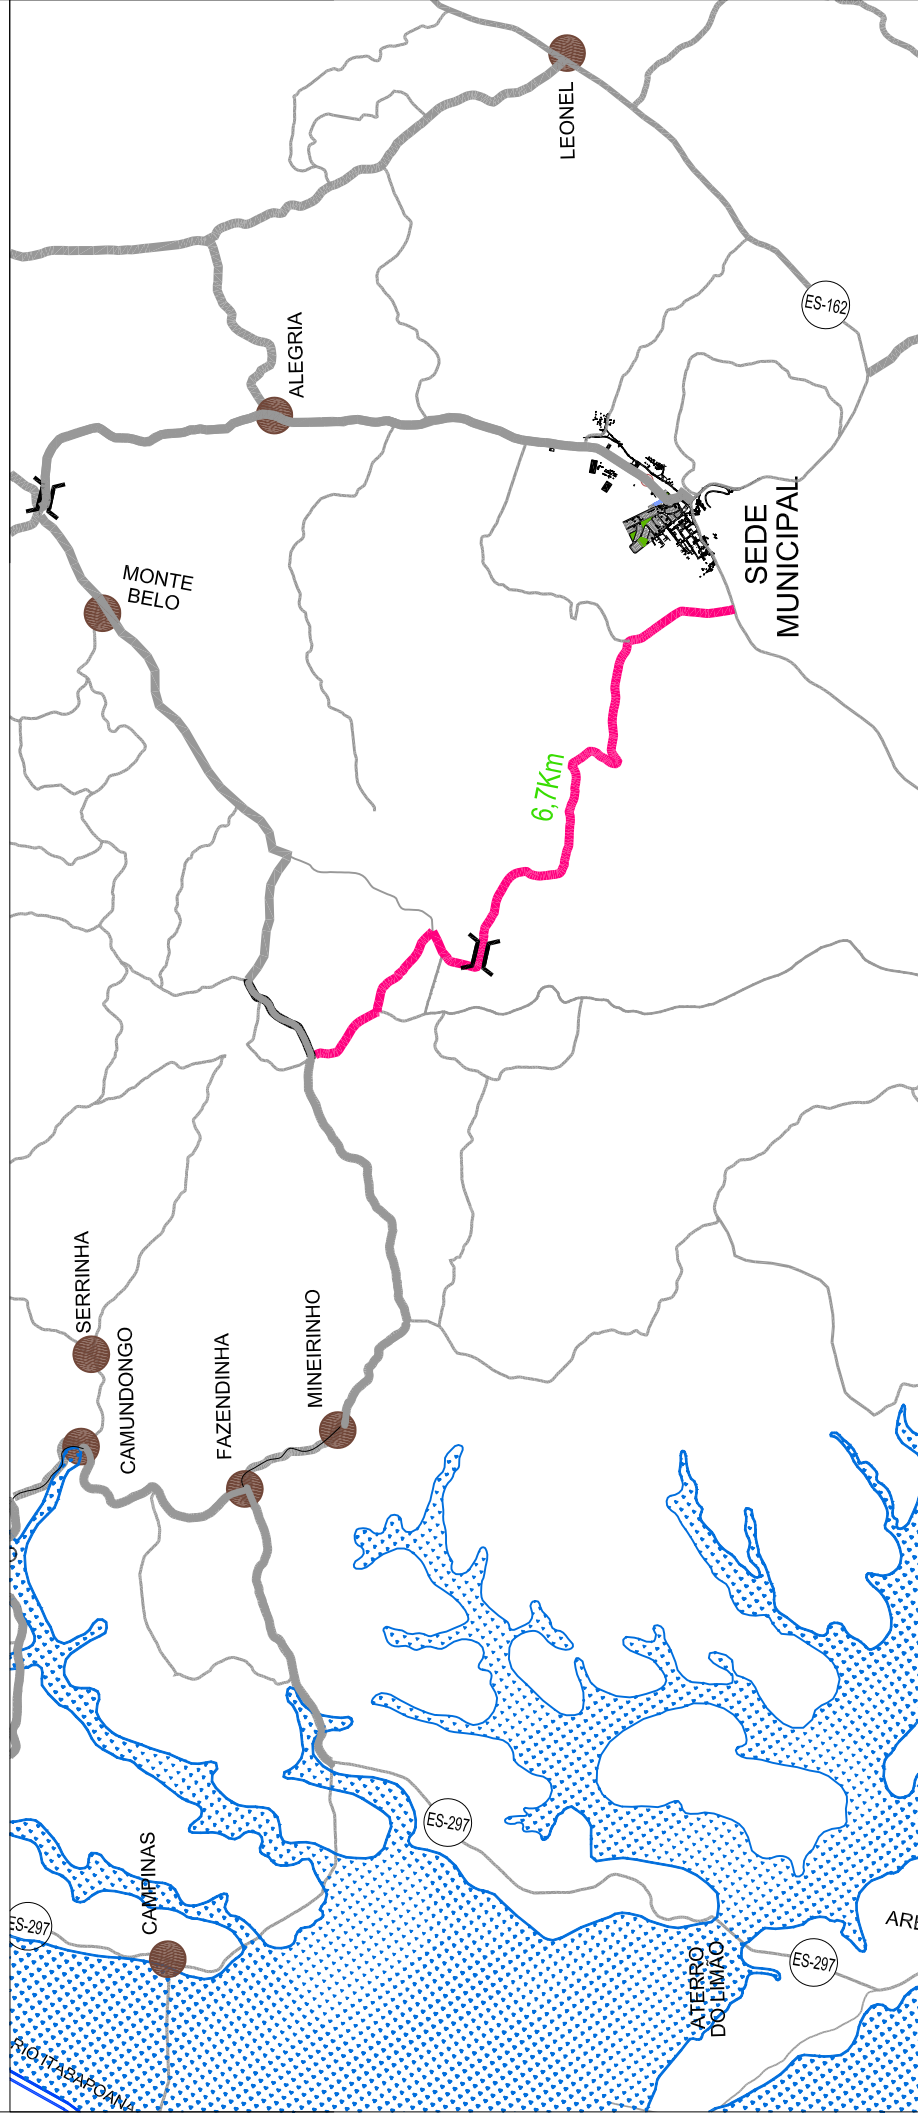 LEONEL
ES-162
ALEGRIA
SEDE
MUNICIPAL
MONTE
BELO
6,7Km
SERRINHA
CAMUNDONGO
FAZENDINHA
MINEIRINHO
ES-297
CAMPINAS
ES-297
ARE
ATERRO
DO LIMÃO
ES-297
RIO ITABAPOANA